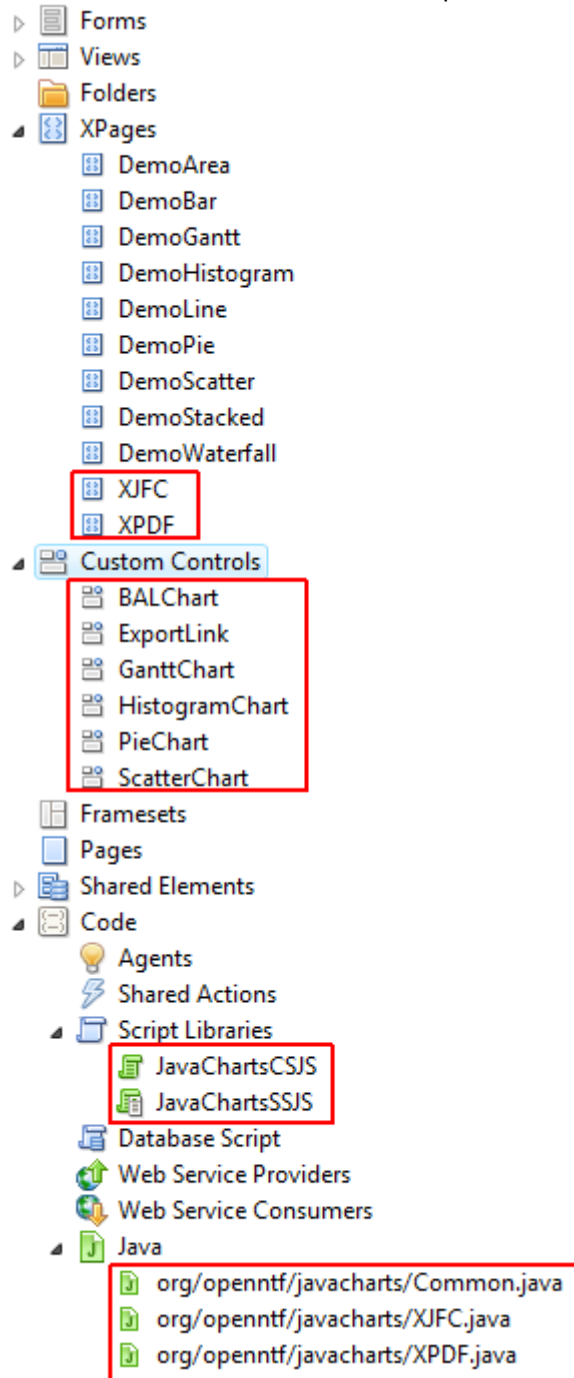 Forms
Views
Folders
XPages
DemoArea
DemoBar
DemoGantt
DemoHistogram
DemoLine
DemoPie
DemoScatter
DemoStacked
DemoWaterfall
XJFC
XPDF
Custom Controls
BALChart
ExportLink
GanttChart
HistogramChart
PieChart
ScatterChart
Framesets
Pages
Shared Elements
Code
Agents
Shared Actions
Script Libraries
JavaChartsCSJS
JavaChartsSSJS
Database Script
Web Service Providers
Web Service Consumers
Java
org/openntf/javacharts/Common.java
org/openntf/javacharts/XJFC.java
org/openntf/javacharts/XPDF.java